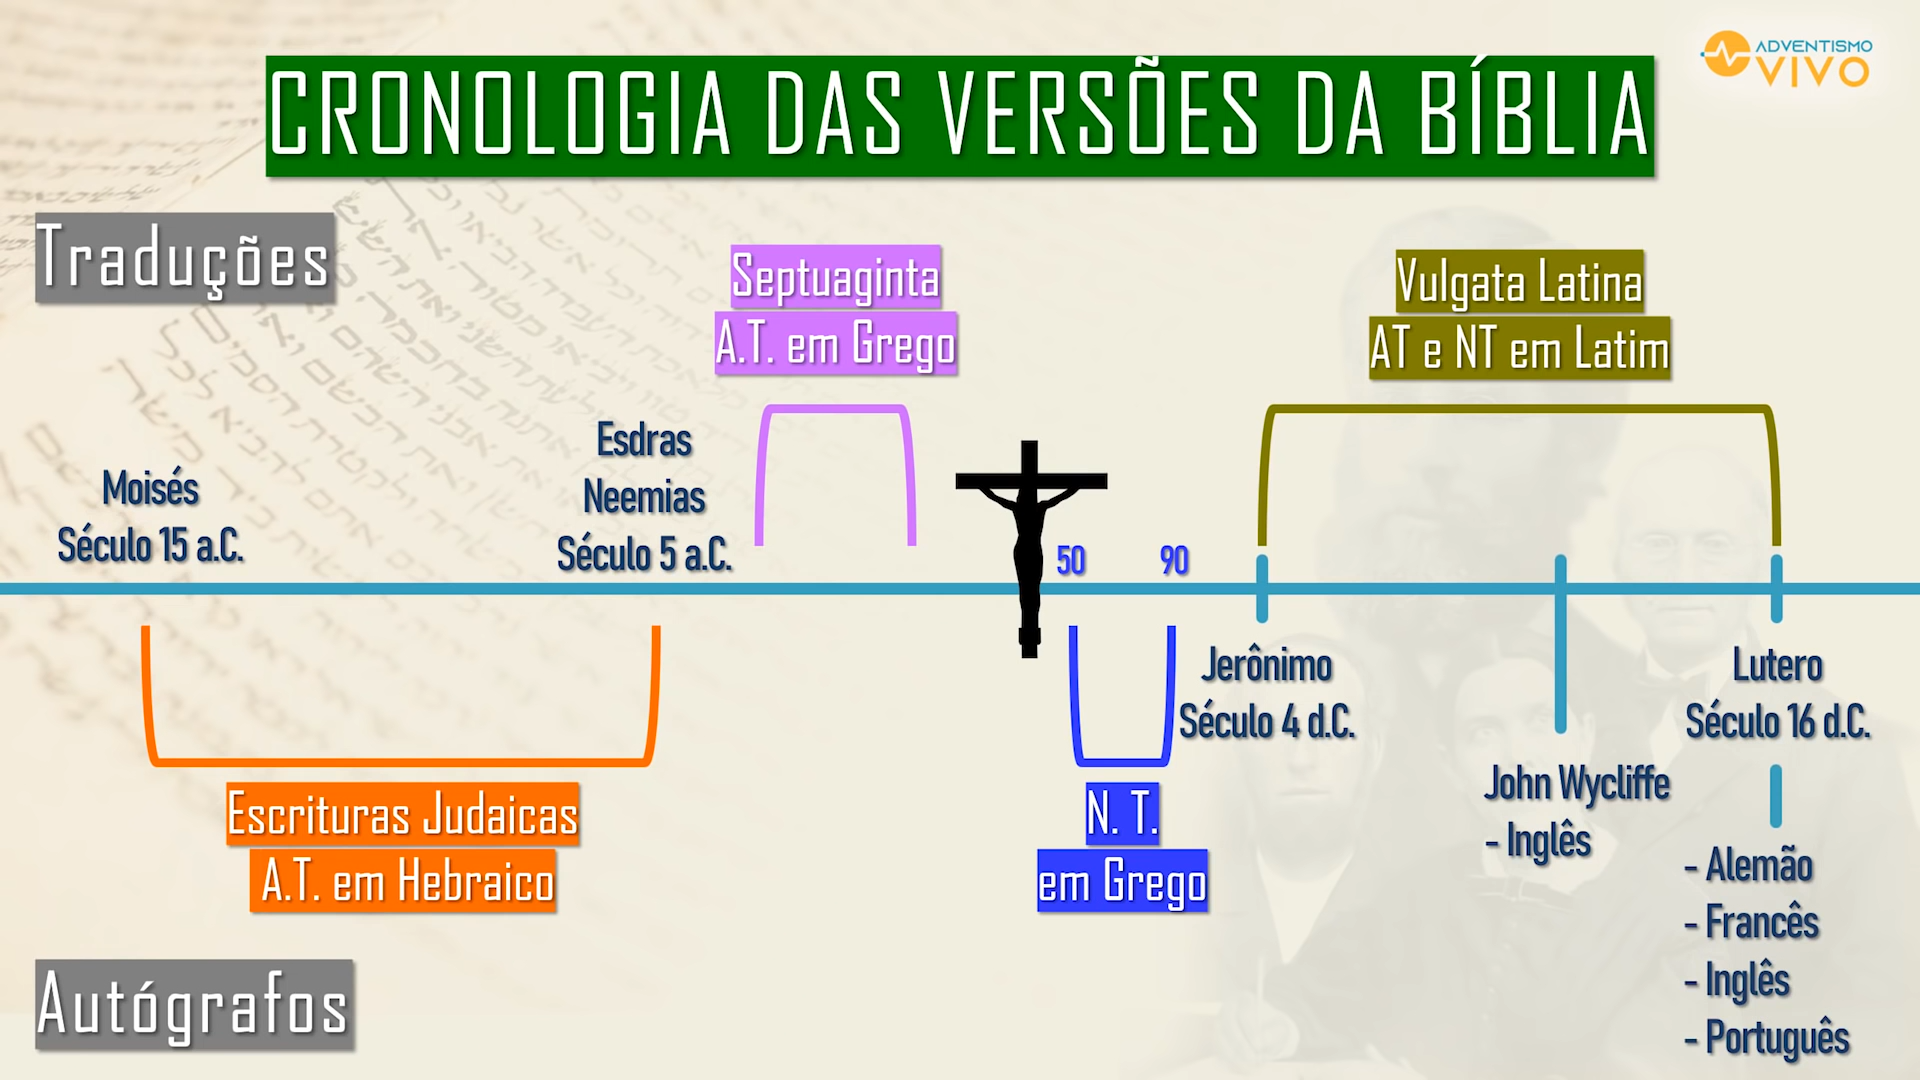 CRONOLOGIA DAS VERSÕES DA BÍBLIA
ADVENTISMO
VIVO
Traduções
Septuaginta
A.T. em Grego
Vulgata Latina
AT e NT em Latim
Moisés
Século 15 a.C.
Esdras
Neemias
Século 5 a.C.
50
90
Jerônimo
Século 4 d.C.
Lutero
Século 16 d.C.
John Wycliffe
- Inglês
- Alemão
- Francês
- Inglês
- Português
Escrituras Judaicas
A.T. em Hebraico
N. T.
em Grego
Autógrafos